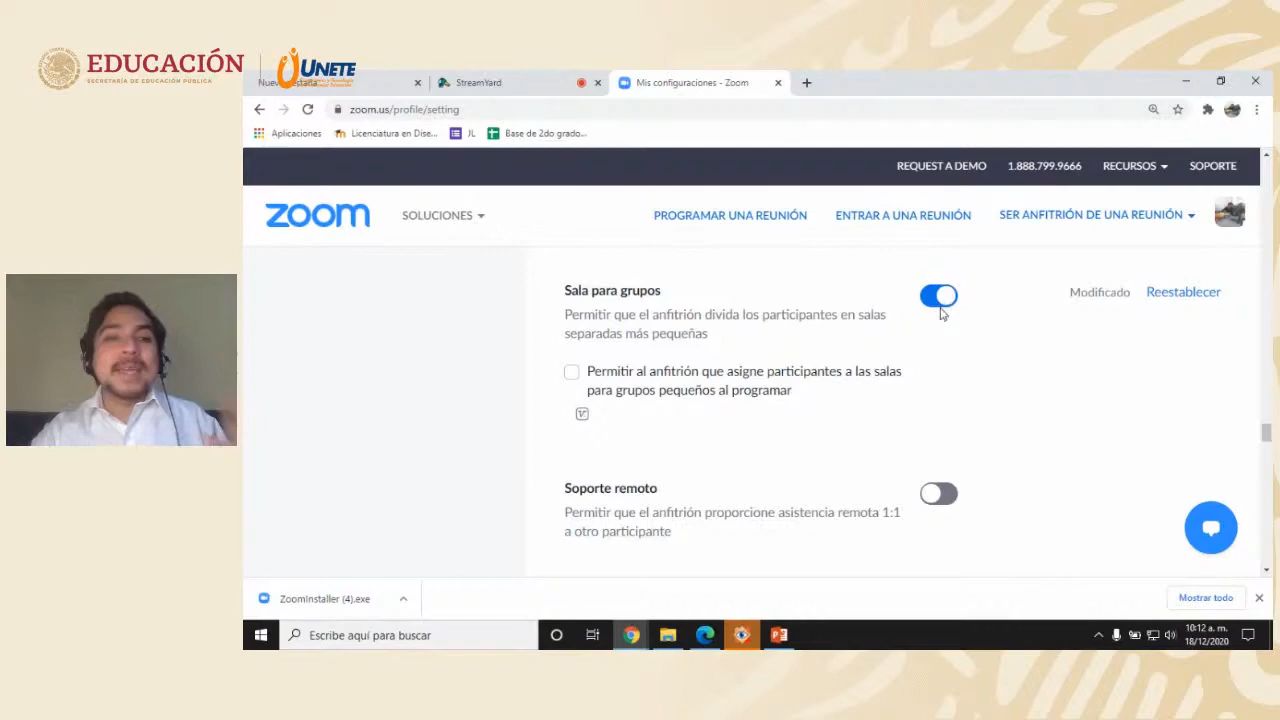 EDUCACIÓN
SECRETARÍA DE EDUCACIÓN PÚBLICA
UNETE
StreamYard
Mis configuraciones - Zoom
zoom.us/profile/setting
Aplicaciones
Licenciatura en Dise...
JL
Base de 2do grado...
REQUEST A DEMO
1.888.799.9666
RECURSOS
SOPORTE
zoom
SOLUCIONES
PROGRAMAR UNA REUNIÓN
ENTRAR A UNA REUNIÓN
SER ANFITRIÓN DE UNA REUNIÓN
Sala para grupos
Modificado
Reestablecer
Permitir que el anfitrión divida los participantes en salas
separadas más pequeñas
Permitir al anfitrión que asigne participantes a las salas
para grupos pequeños al programar
Soporte remoto
Permitir que el anfitrión proporcione asistencia remota 1:1
a otro participante
ZoomInstaller (4).exe
Mostrar todo
Escribe aquí para buscar
10:12 a. m.
18/12/2020